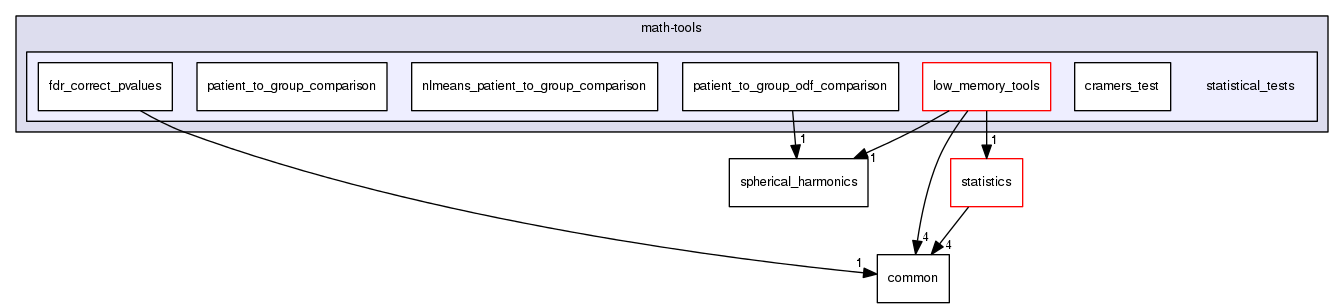 math-tools
fdr_correct_pvalues
patient_to_group_comparison
nlmeans_patient_to_group_comparison
patient_to_group_odf_comparison
low_memory_tools
cramers_test
statistical_tests
1
1
1
spherical_harmonics
statistics
4
4
1
common